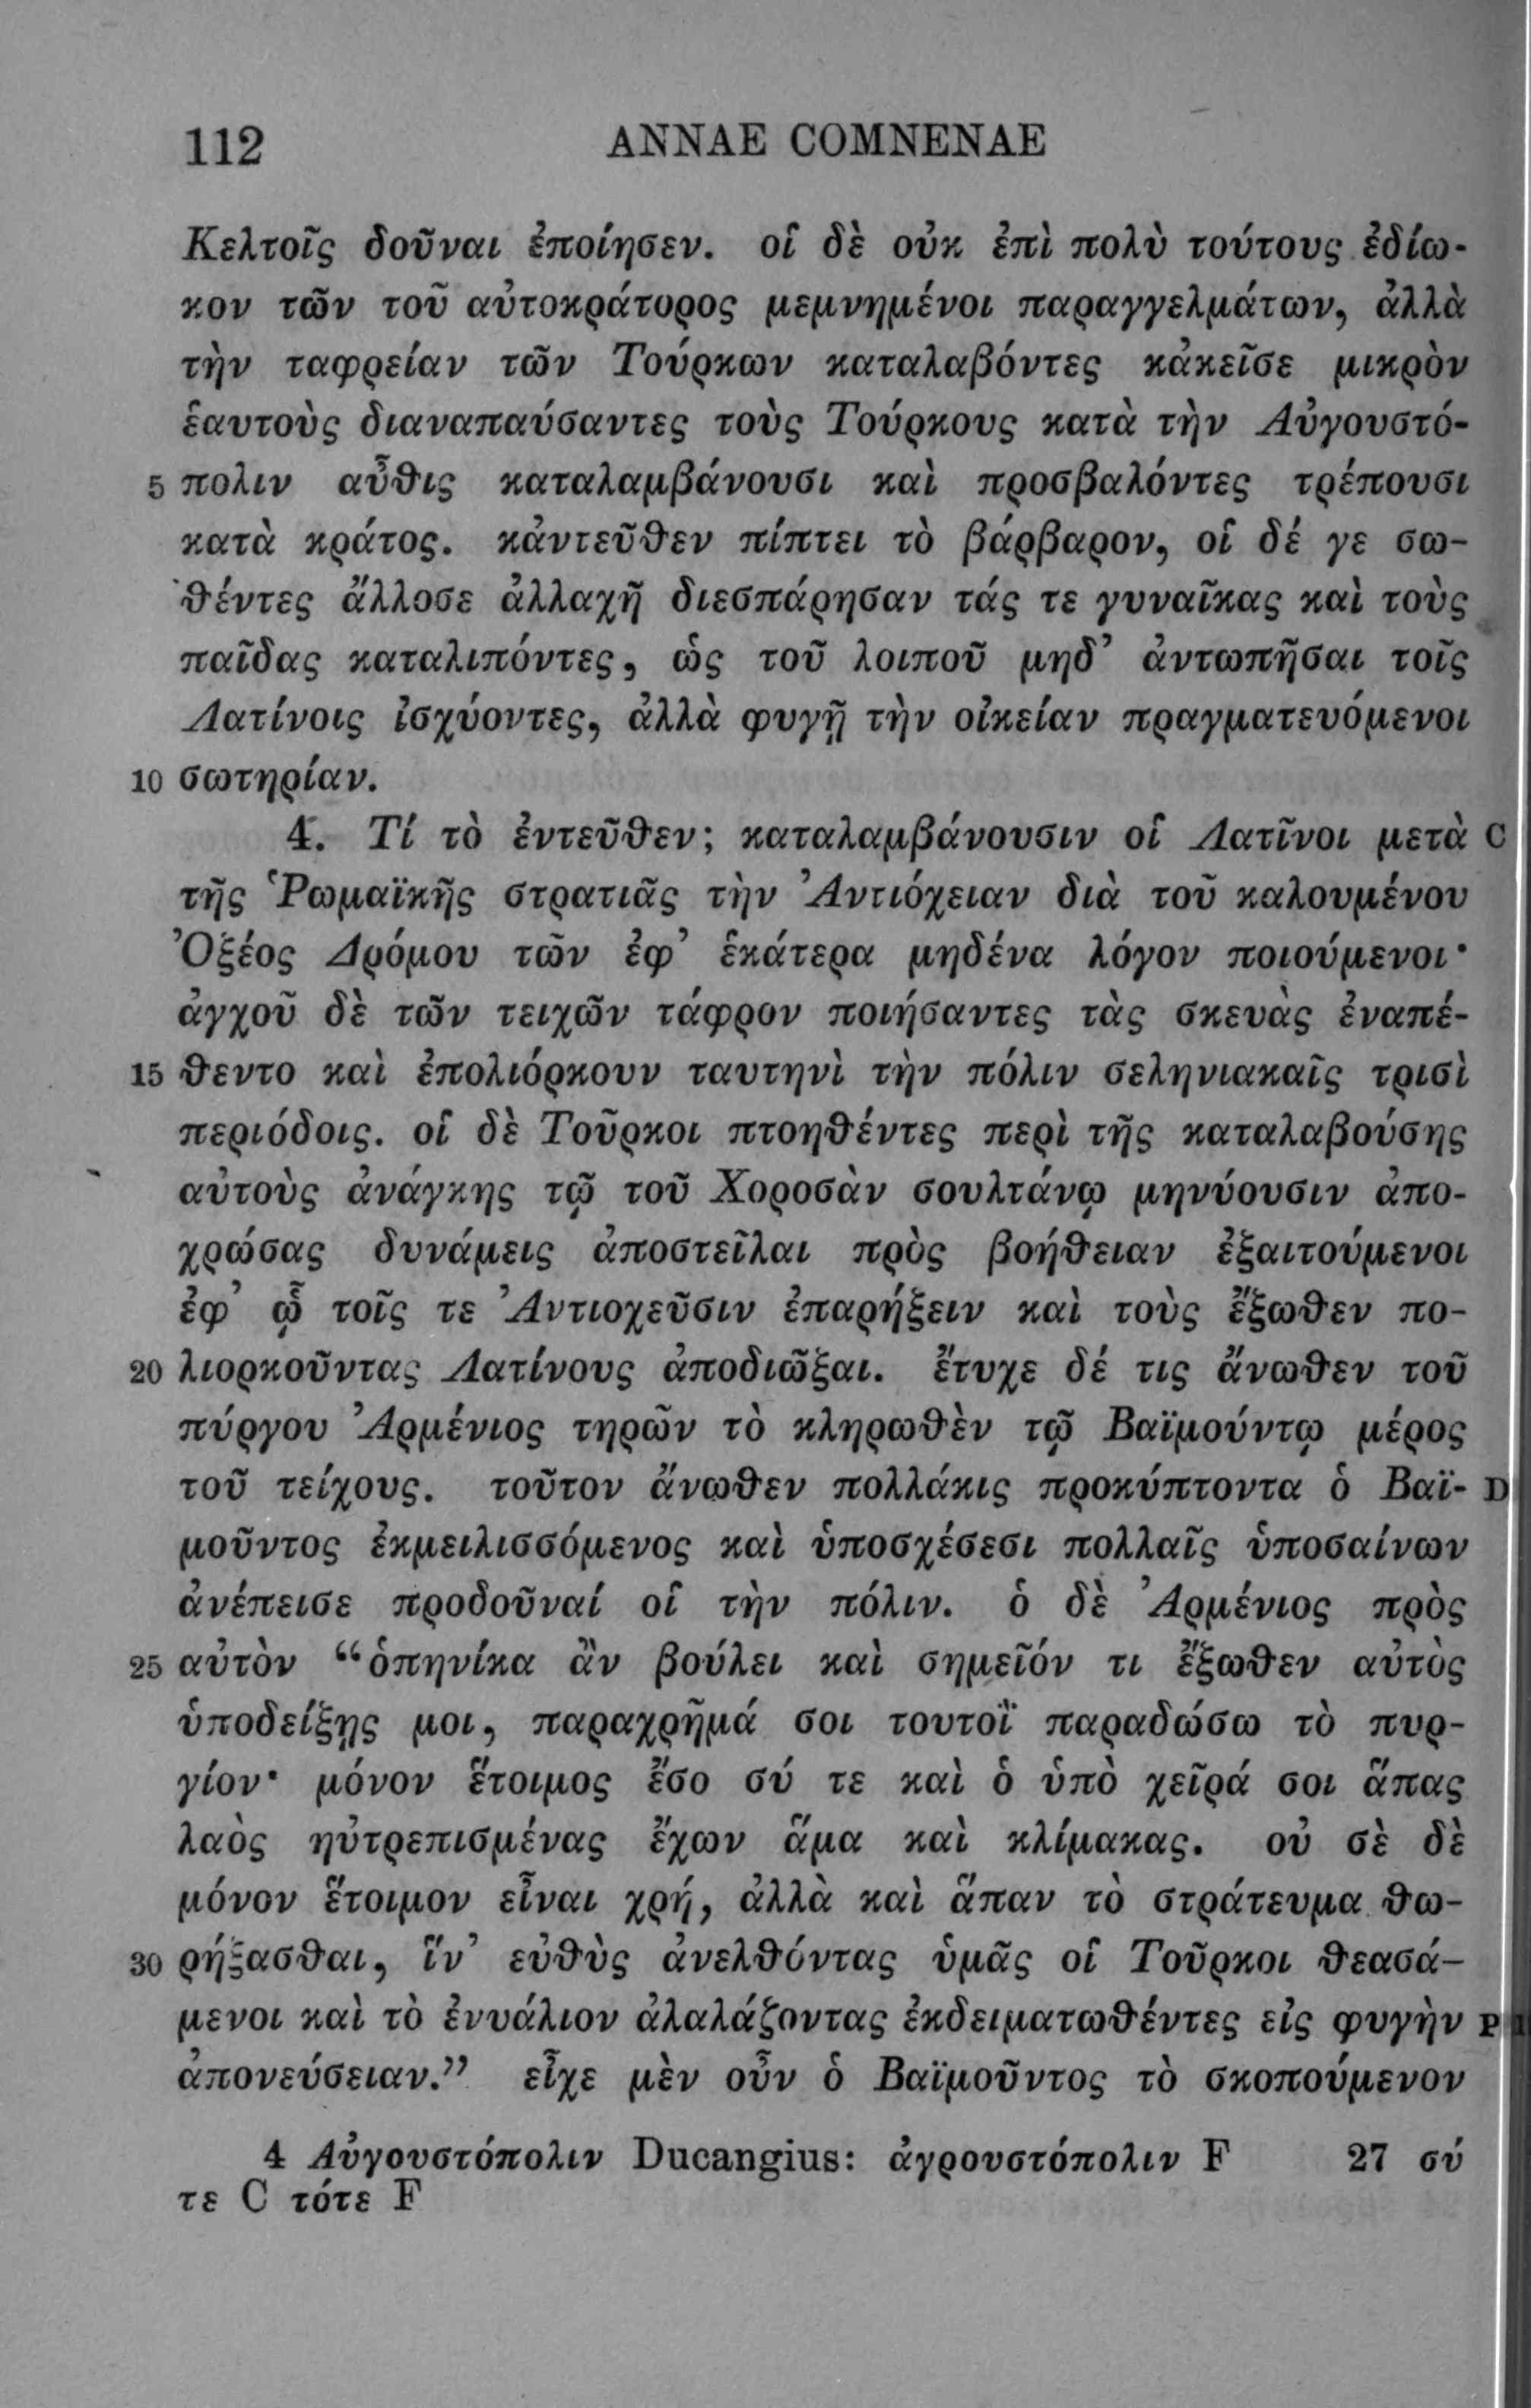 112 ANNAE COMNENAE
Κελτοῖς δοῦναι ἐποίησεν. οἱ δὲ οὐκ ἐπὶ πολὺ τούτους ἐδίω-
κον τῶν τοῦ αὐτοκράτορος μεμνημένοι παραγγελμάτων, ἀλλὰ
τὴν ταφρείαν τῶν Τούρκων καταλαβόντες κἀκεῖσε μικρὸν
ἑαυτοὺς διαναπαύσαντες τοὺς Τούρκους κατὰ τὴν Αὐγουστό-
5 πολιν αὖθις καταλαμβάνουσι καὶ προσβαλόντες τρέπουσι
κατὰ κράτος. κἀντεῦθεν πίπτει τὸ βάρβαρον, οἱ δέ γε σω-
θέντες ἄλλοσε ἀλλαχῆ διεσπάρησαν τάς τε γυναῖκας καὶ τοὺς
παῖδας καταλιπόντες, ὡς τοῦ λοιποῦ μηδ’ ἀντωπῆσαι τοῖς
Λατίνοις ἰσχύοντες, ἀλλὰ φυγῇ τὴν οἰκείαν πραγματευόμενοι
10 σωτηρίαν.
4. Τί τὸ ἐντεῦθεν; καταλαμβάνουσιν οἱ Λατῖνοι μετὰ C
τῆς Ῥωμαϊκῆς στρατιᾶς τὴν Ἀντιόχειαν διὰ τοῦ καλουμένου
Ὀξέος Δρόμου τῶν ἐφ’ ἑκάτερα μηδένα λόγον ποιούμενοι·
ἀγχοῦ δὲ τῶν τειχῶν τάφρον ποιήσαντες τὰς σκευὰς ἐναπέ-
15 θεντο καὶ ἐπολιόρκουν ταυτηνὶ τὴν πόλιν σεληνιακαῖς τρισὶ
περιόδοις. οἱ δὲ Τοῦρκοι πτοηθέντες περὶ τῆς καταλαβούσης
αὐτοὺς ἀνάγκης τῷ τοῦ Χοροσὰν σουλτάνῳ μηνύουσιν ἀπο-
χρώσας δυνάμεις ἀποστεῖλαι πρὸς βοήθειαν ἐξαιτούμενοι
ἐφ’ ᾧ τοῖς τε Ἀντιοχεῦσιν ἐπαρήξειν καὶ τοὺς ἔξωθεν πο-
20 λιορκοῦντας Λατίνους ἀποδιῶξαι. ἔτυχε δέ τις ἄνωθεν τοῦ
πύργου Ἀρμένιος τηρῶν τὸ κληρωθὲν τῷ Βαϊμούντῳ μέρος
τοῦ τείχους. τοῦτον ἄνωθεν πολλάκις προκύπτοντα ὁ Βαϊ- D
μοῦντος ἐκμειλισσόμενος καὶ ὑποσχέσεσι πολλαῖς ὑποσαίνων
ἀνέπεισε προδοῦναί οἱ τὴν πόλιν. ὁ δὲ Ἀρμένιος πρὸς
25 αὐτὸν “ὁπηνίκα ἂν βούλει καὶ σημεῖόν τι ἔξωθεν αὐτὸς
ὑποδείξῃς μοι, παραχρῆμά σοι τουτοῒ παραδώσω τὸ πυρ-
γίον· μόνον ἕτοιμος ἔσο σύ τε καὶ ὁ ὑπὸ χεῖρά σοι ἅπας
λαὸς ηὐτρεπισμένας ἔχων ἅμα καὶ κλίμακας. οὐ σὲ δὲ
μόνον ἕτοιμον εἶναι χρή, ἀλλὰ καὶ ἅπαν τὸ στράτευμα θω-
30 ρήξασθαι, ἵν’ εὐθὺς ἀνελθόντας ὑμᾶς οἱ Τοῦρκοι θεασά-
μενοι καὶ τὸ ἐνυάλιον ἀλαλάζοντας ἐκδειματωθέντες εἰς φυγὴν P
ἀπονεύσειαν.” εἶχε μὲν οὖν ὁ Βαϊμοῦντος τὸ σκοπούμενον
4 Αὐγουστόπολιν Ducangius: ἀγρουστόπολιν F 27 σύ
τε C τότε F